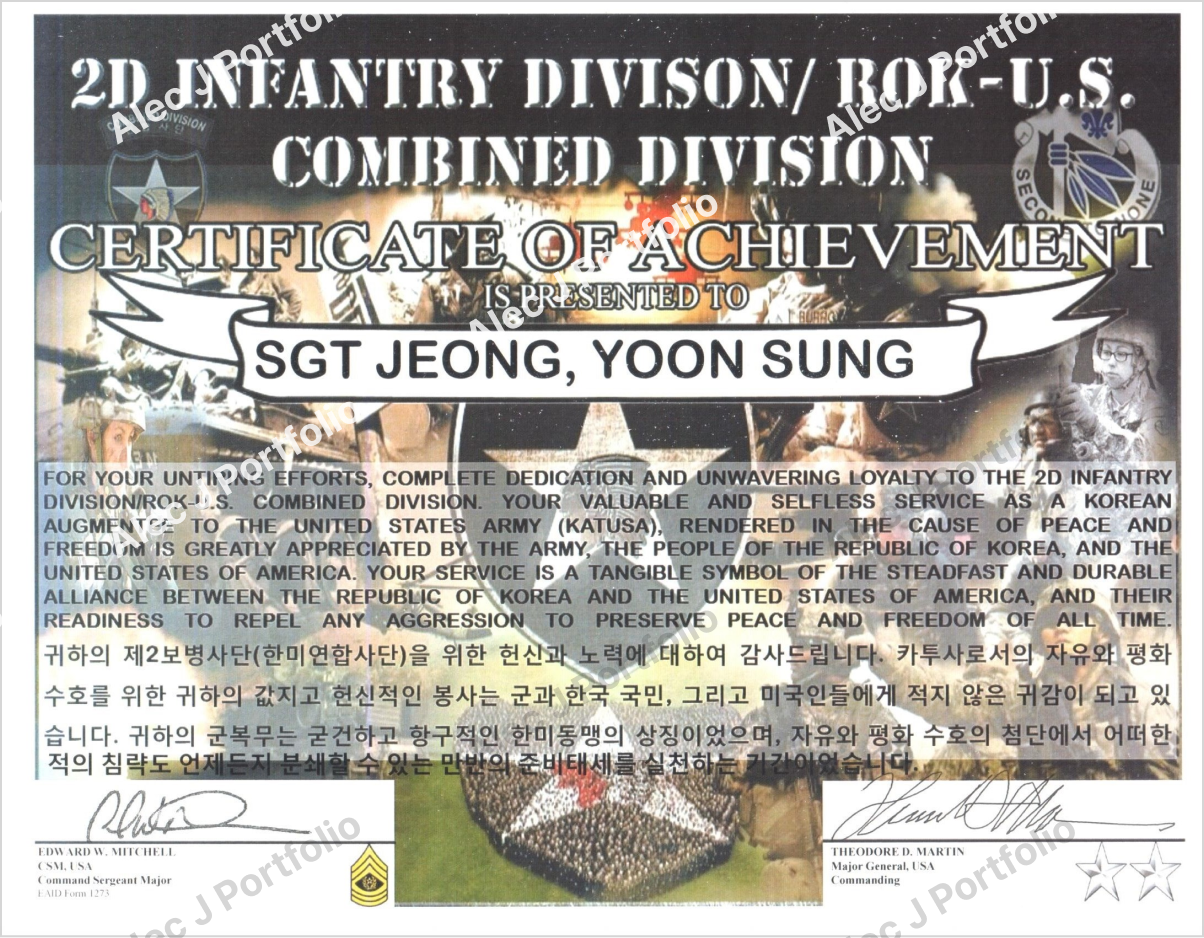 2D INFANTRY DIVISON/ ROK-U.S.
COMBINED DIVISION
CERTIFICATE OF ACHIEVEMENT
IS PRESENTED TO
SGT JEONG, YOON SUNG
FOR YOUR UNTIRING EFFORTS, COMPLETE DEDICATION AND UNWAVERING LOYALTY TO THE 2D INFANTRY
DIVISION/ROK-U.S. COMBINED DIVISION. YOUR VALUABLE AND SELFLESS SERVICE AS A KOREAN
AUGMENTEE TO THE UNITED STATES ARMY (KATUSA), RENDERED IN THE CAUSE OF PEACE AND
FREEDOM IS GREATLY APPRECIATED BY THE ARMY, THE PEOPLE OF THE REPUBLIC OF KOREA, AND THE
UNITED STATES OF AMERICA. YOUR SERVICE IS A TANGIBLE SYMBOL OF THE STEADFAST AND DURABLE
ALLIANCE BETWEEN THE REPUBLIC OF KOREA AND THE UNITED STATES OF AMERICA, AND THEIR
READINESS TO REPEL ANY AGGRESSION TO PRESERVE PEACE AND FREEDOM OF ALL TIME.
귀하의 제2보병사단(한미연합사단)을 위한 헌신과 노력에 대하여 감사드립니다. 카투사로서의 자유와 평화
수호를 위한 귀하의 값지고 헌신적인 봉사는 군과 한국 국민, 그리고 미국인들에게 적지 않은 귀감이 되고 있
습니다. 귀하의 군복무는 굳건하고 항구적인 한미동맹의 상징이었으며, 자유와 평화 수호의 첨단에서 어떠한
적의 침략도 언제든지 분쇄할 수 있는 만반의 준비태세를 실천하는 기간이었습니다.
EDWARD W. MITCHELL
CSM, USA
Command Sergeant Major
EAID Form 1273
THEODORE D. MARTIN
Major General, USA
Commanding
Alec J Portfolio
Alec J Portfolio
Alec J Portfolio
Alec J Portfolio
Alec J Portfolio
Alec J Portfolio